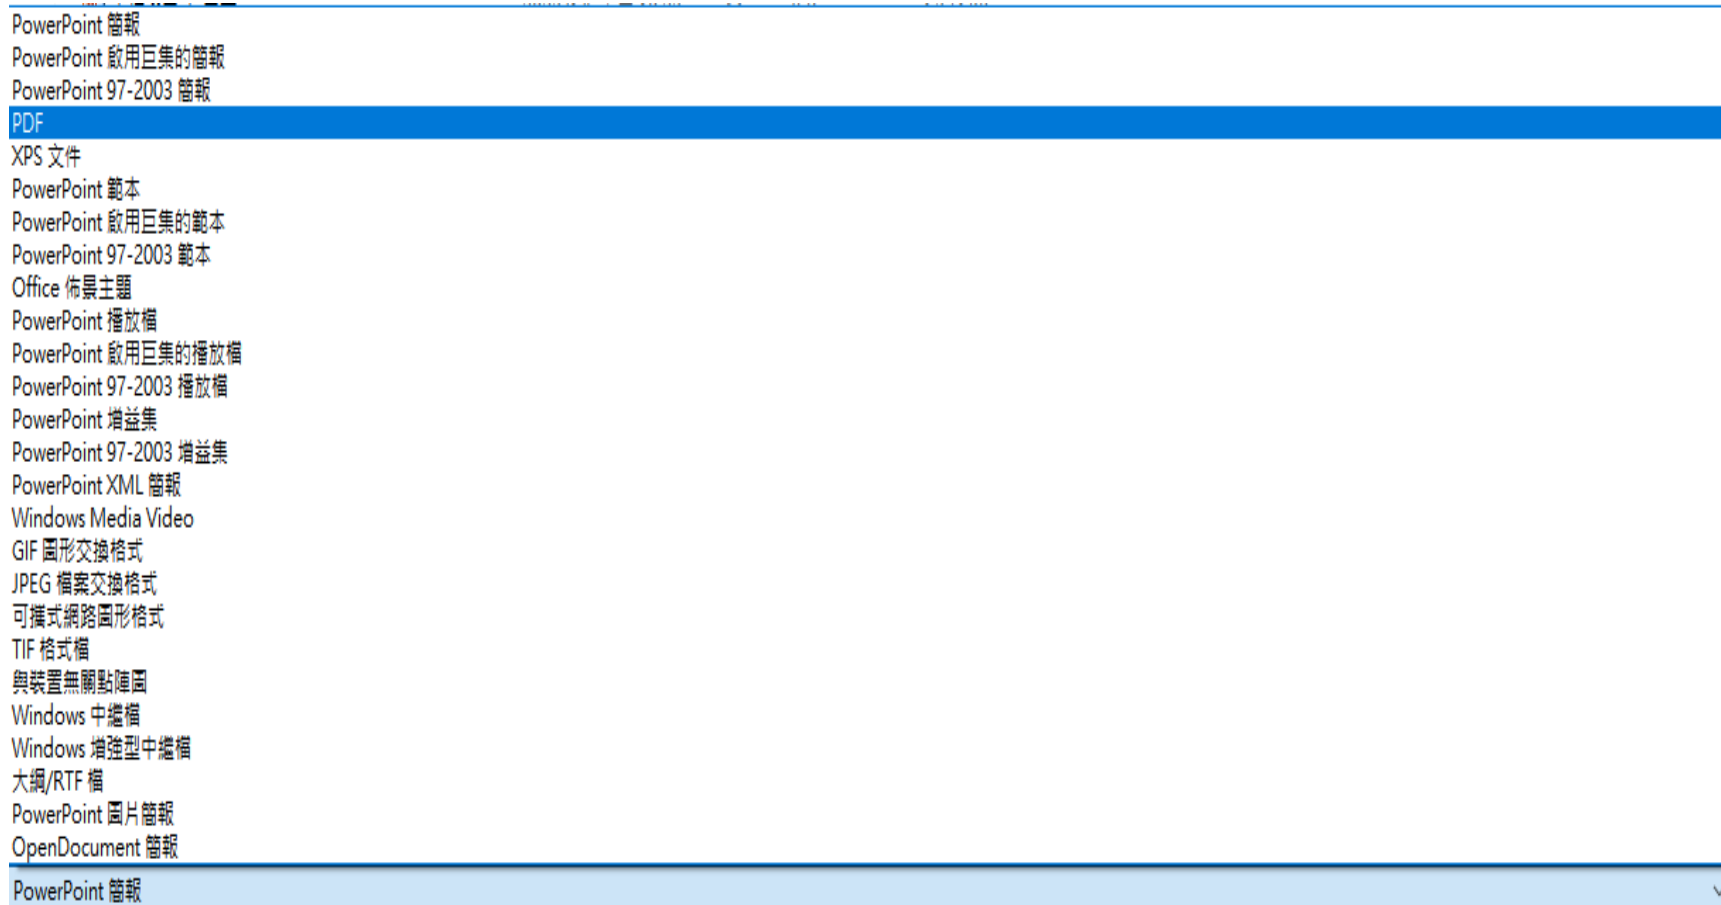 PowerPoint 簡報
PowerPoint 啟用巨集的簡報
PowerPoint 97-2003 簡報
PDF
XPS 文件
PowerPoint 範本
PowerPoint 啟用巨集的範本
PowerPoint 97-2003 範本
Office 佈景主題
PowerPoint 播放檔
PowerPoint 啟用巨集的播放檔
PowerPoint 97-2003 播放檔
PowerPoint 增益集
PowerPoint 97-2003 增益集
PowerPoint XML 簡報
Windows Media Video
GIF 圖形交換格式
JPEG 檔案交換格式
可攜式網路圖形格式
TIF 格式檔
與裝置無關點陣圖
Windows 中繼檔
Windows 增強型中繼檔
大綱/RTF 檔
PowerPoint 圖片簡報
OpenDocument 簡報
PowerPoint 簡報